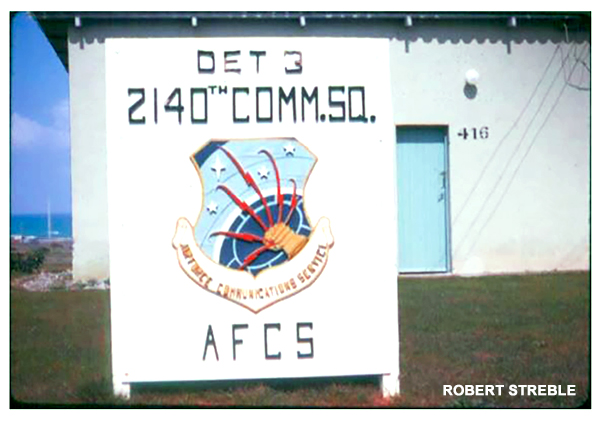 DET 3
2140TH COMM.SQ.
416
AIR FORCE COMMUNICATIONS SERVICE
AFCS
ROBERT STREBLE